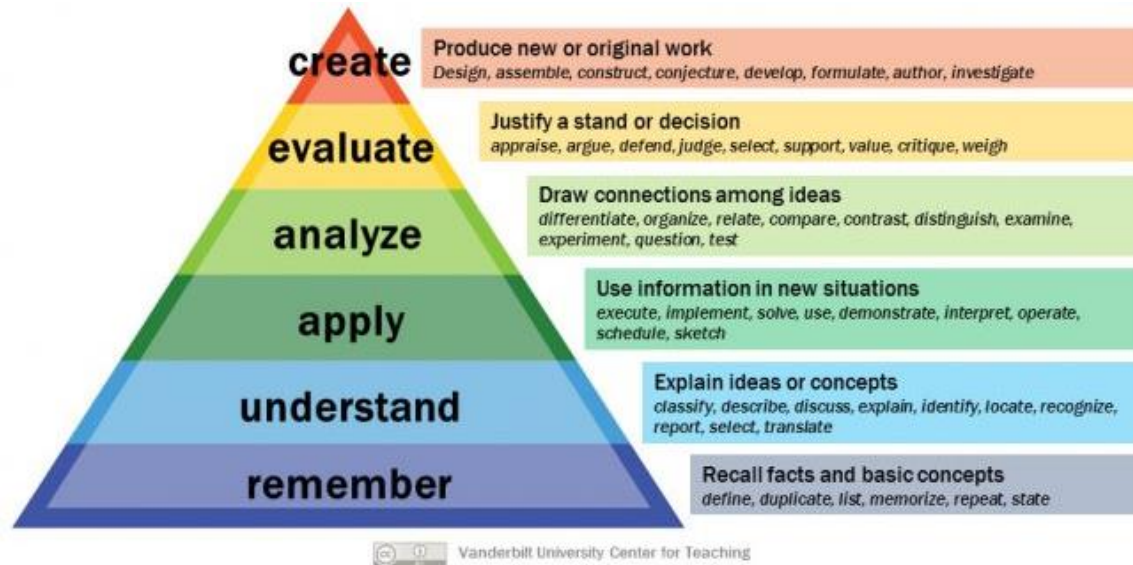 create
Produce new or original work
Design, assemble, construct, conjecture, develop, formulate, author, investigate
evaluate
Justify a stand or decision
appraise, argue, defend, judge, select, support, value, critique, weigh
analyze
Draw connections among ideas
differentiate, organize, relate, compare, contrast, distinguish, examine,
experiment, question, test
apply
Use information in new situations
execute, implement, solve, use, demonstrate, interpret, operate,
schedule, sketch
understand
Explain ideas or concepts
classify, describe, discuss, explain, identify, locate, recognize,
report, select, translate
remember
Recall facts and basic concepts
define, duplicate, list, memorize, repeat, state
cc
Vanderbilt University Center for Teaching